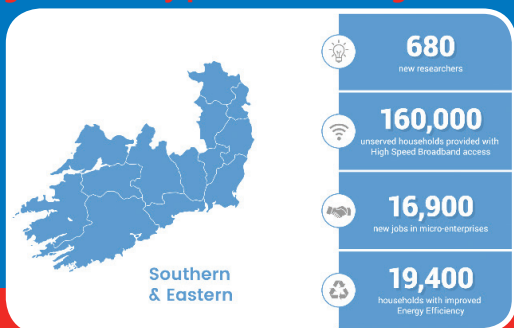 680
new researchers
160,000
unserved households provided with
High Speed Broadband access
16,900
new jobs in micro-enterprises
19,400
households with improved
Energy Efficiency
Southern
& Eastern